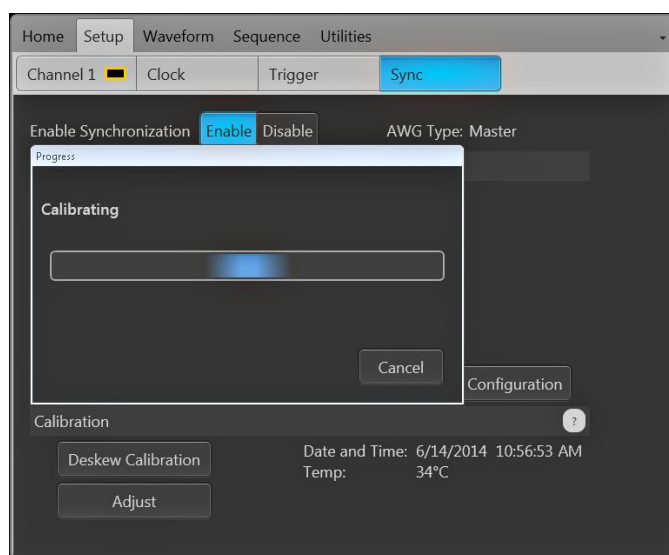 Home Setup Waveform Sequence Utilities
Channel 1 Clock Trigger Sync
Enable Synchronization Enable Disable AWG Type: Master
Progress
Calibrating
Cancel
Configuration
Calibration ?
Deskew Calibration Date and Time: 6/14/2014 10:56:53 AM
Temp: 34°C
Adjust